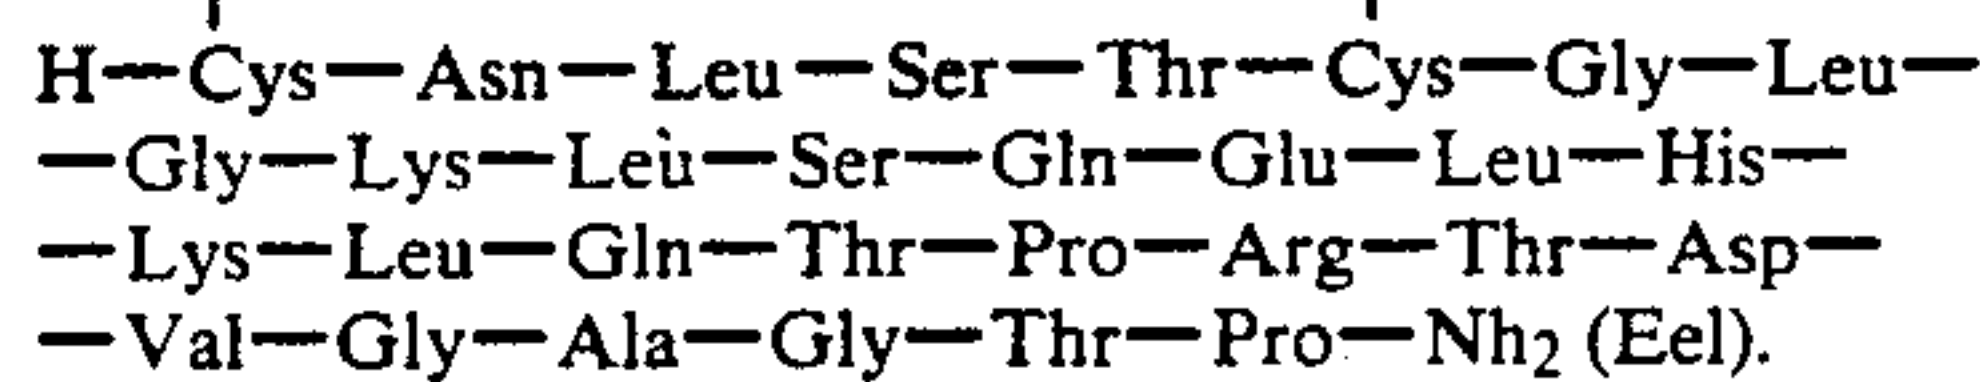 H—Cys—Asn—Leu—Ser—Thr—Cys—Gly—Leu—
—Gly—Lys—Leu—Ser—Gln—Glu—Leu—His—
—Lys—Leu—Gln—Thr—Pro—Arg—Thr—Asp—
—Val—Gly—Ala—Gly—Thr—Pro—Nh₂ (Eel).